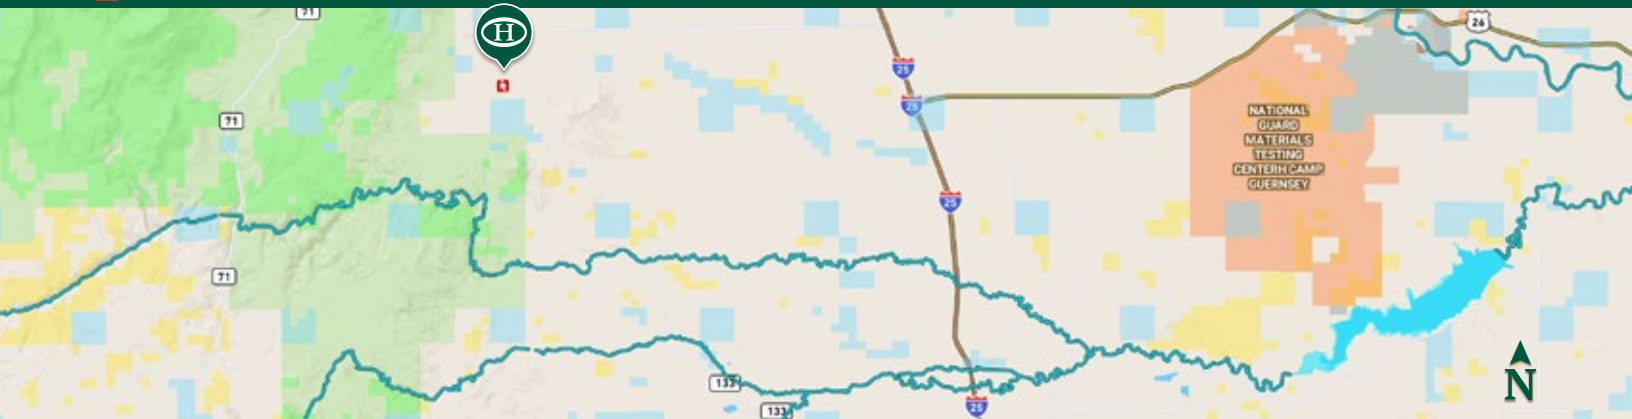 71
H
26
25
25
71
NATIONAL
GUARD
MATERIALS
TESTING
CENTERH CAMP
GUERNSEY
25
71
133
133
25
N